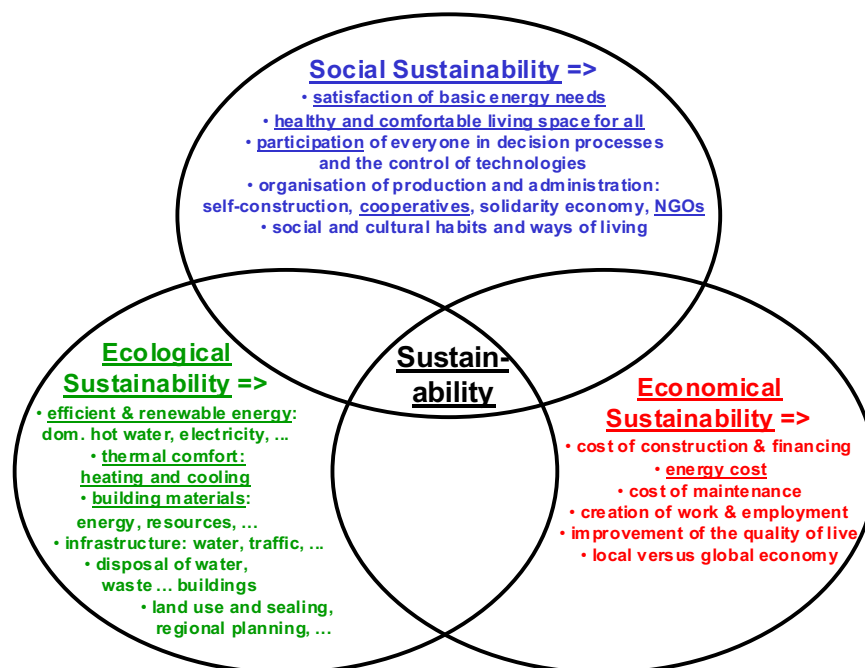 Social Sustainability =>
• satisfaction of basic energy needs
• healthy and comfortable living space for all
• participation of everyone in decision processes
and the control of technologies
• organisation of production and administration:
self-construction, cooperatives, solidarity economy, NGOs
• social and cultural habits and ways of living
Ecological
Sustainability =>
• efficient & renewable energy:
dom. hot water, electricity, ...
• thermal comfort:
heating and cooling
• building materials:
energy, resources, ...
• infrastructure: water, traffic, ...
• disposal of water,
waste ... buildings
• land use and sealing,
regional planning, ...
Sustain-
ability
Economical
Sustainability =>
• cost of construction & financing
• energy cost
• cost of maintenance
• creation of work & employment
• improvement of the quality of live
• local versus global economy